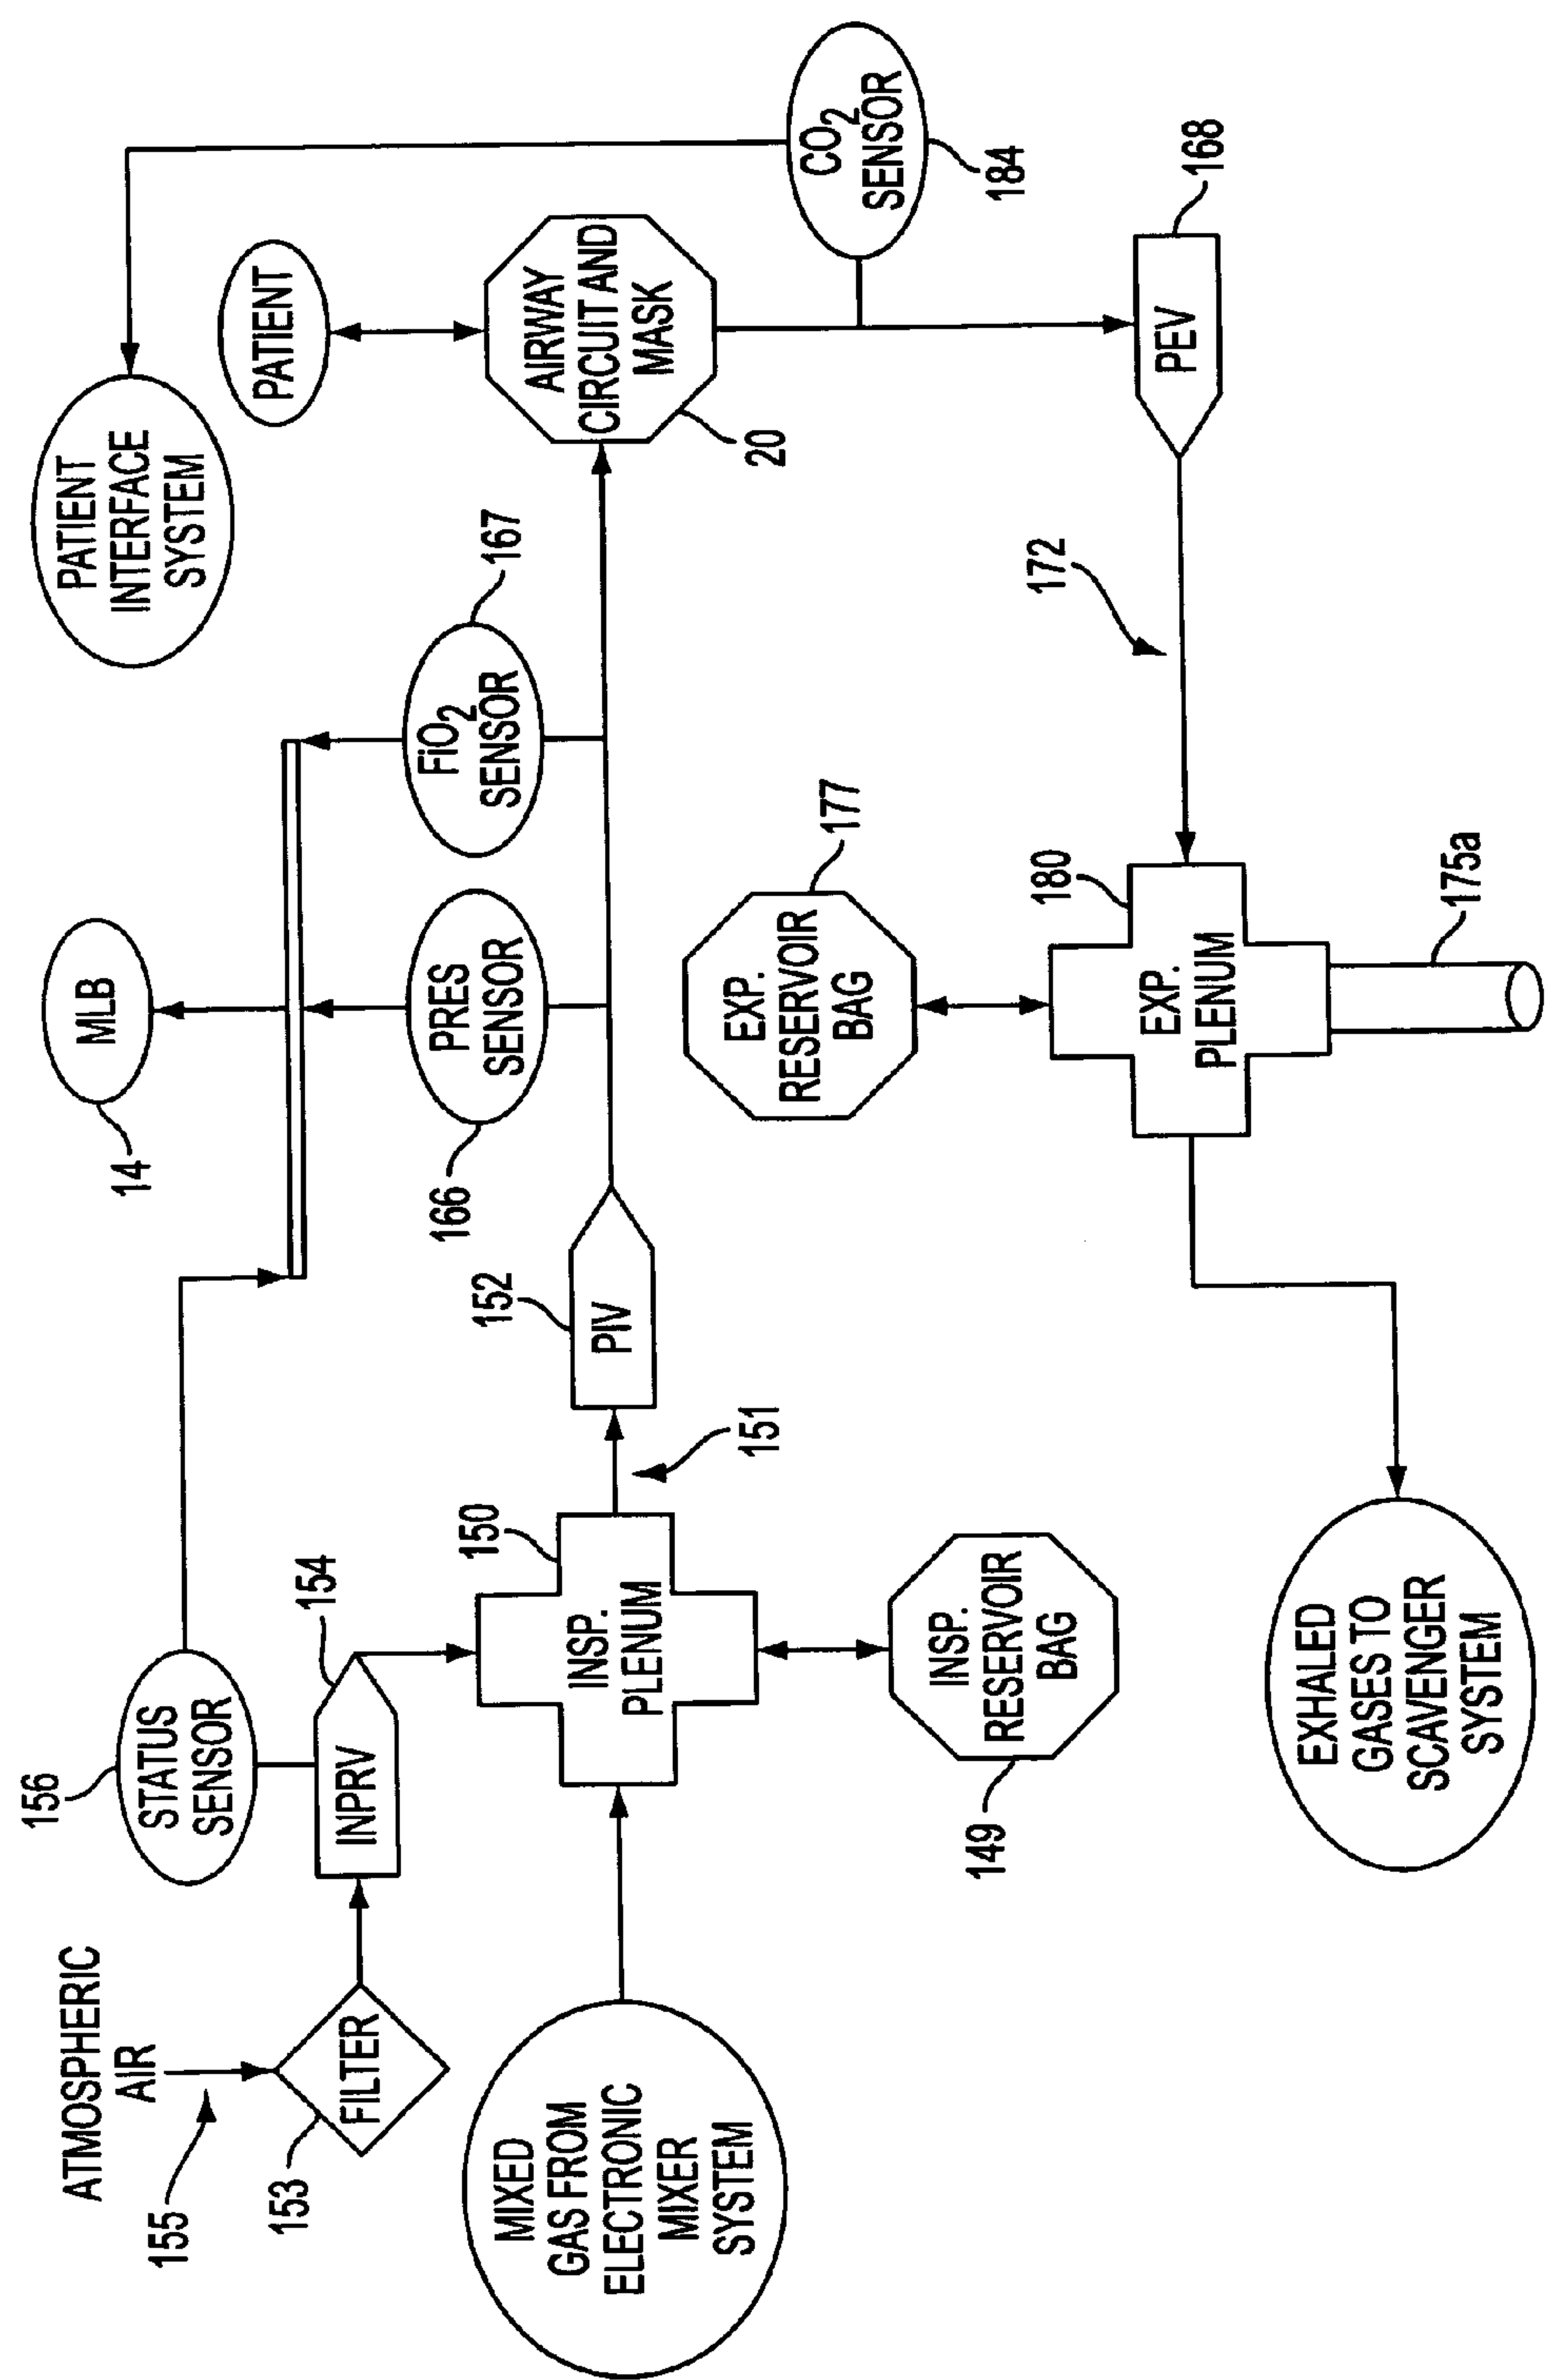 ATMOSPHERIC
AIR
155
153
FILTER
156
STATUS
SENSOR
INPRV
154
14
MLB
PATIENT
INTERFACE
SYSTEM
166
PRES
SENSOR
FiO2
SENSOR
167
PATIENT
AIRWAY
CIRCUIT AND
MASK
20
CO2
SENSOR
184
MIXED
GAS FROM
ELECTRONIC
MIXER
SYSTEM
INSP.
PLENUM
150
151
152
PIV
149
INSP.
RESERVOIR
BAG
EXP.
RESERVOIR
BAG
177
172
PEV
168
180
EXP.
PLENUM
175a
EXHALED
GASES TO
SCAVENGER
SYSTEM